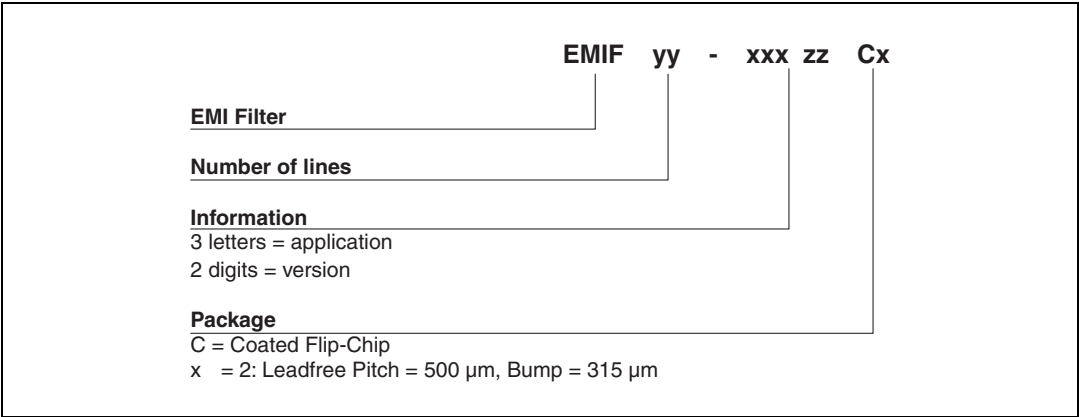 EMIF yy - xxx zz Cx
EMI Filter
Number of lines
Information
3 letters = application
2 digits = version
Package
C = Coated Flip-Chip
x = 2: Leadfree Pitch = 500 µm, Bump = 315 µm